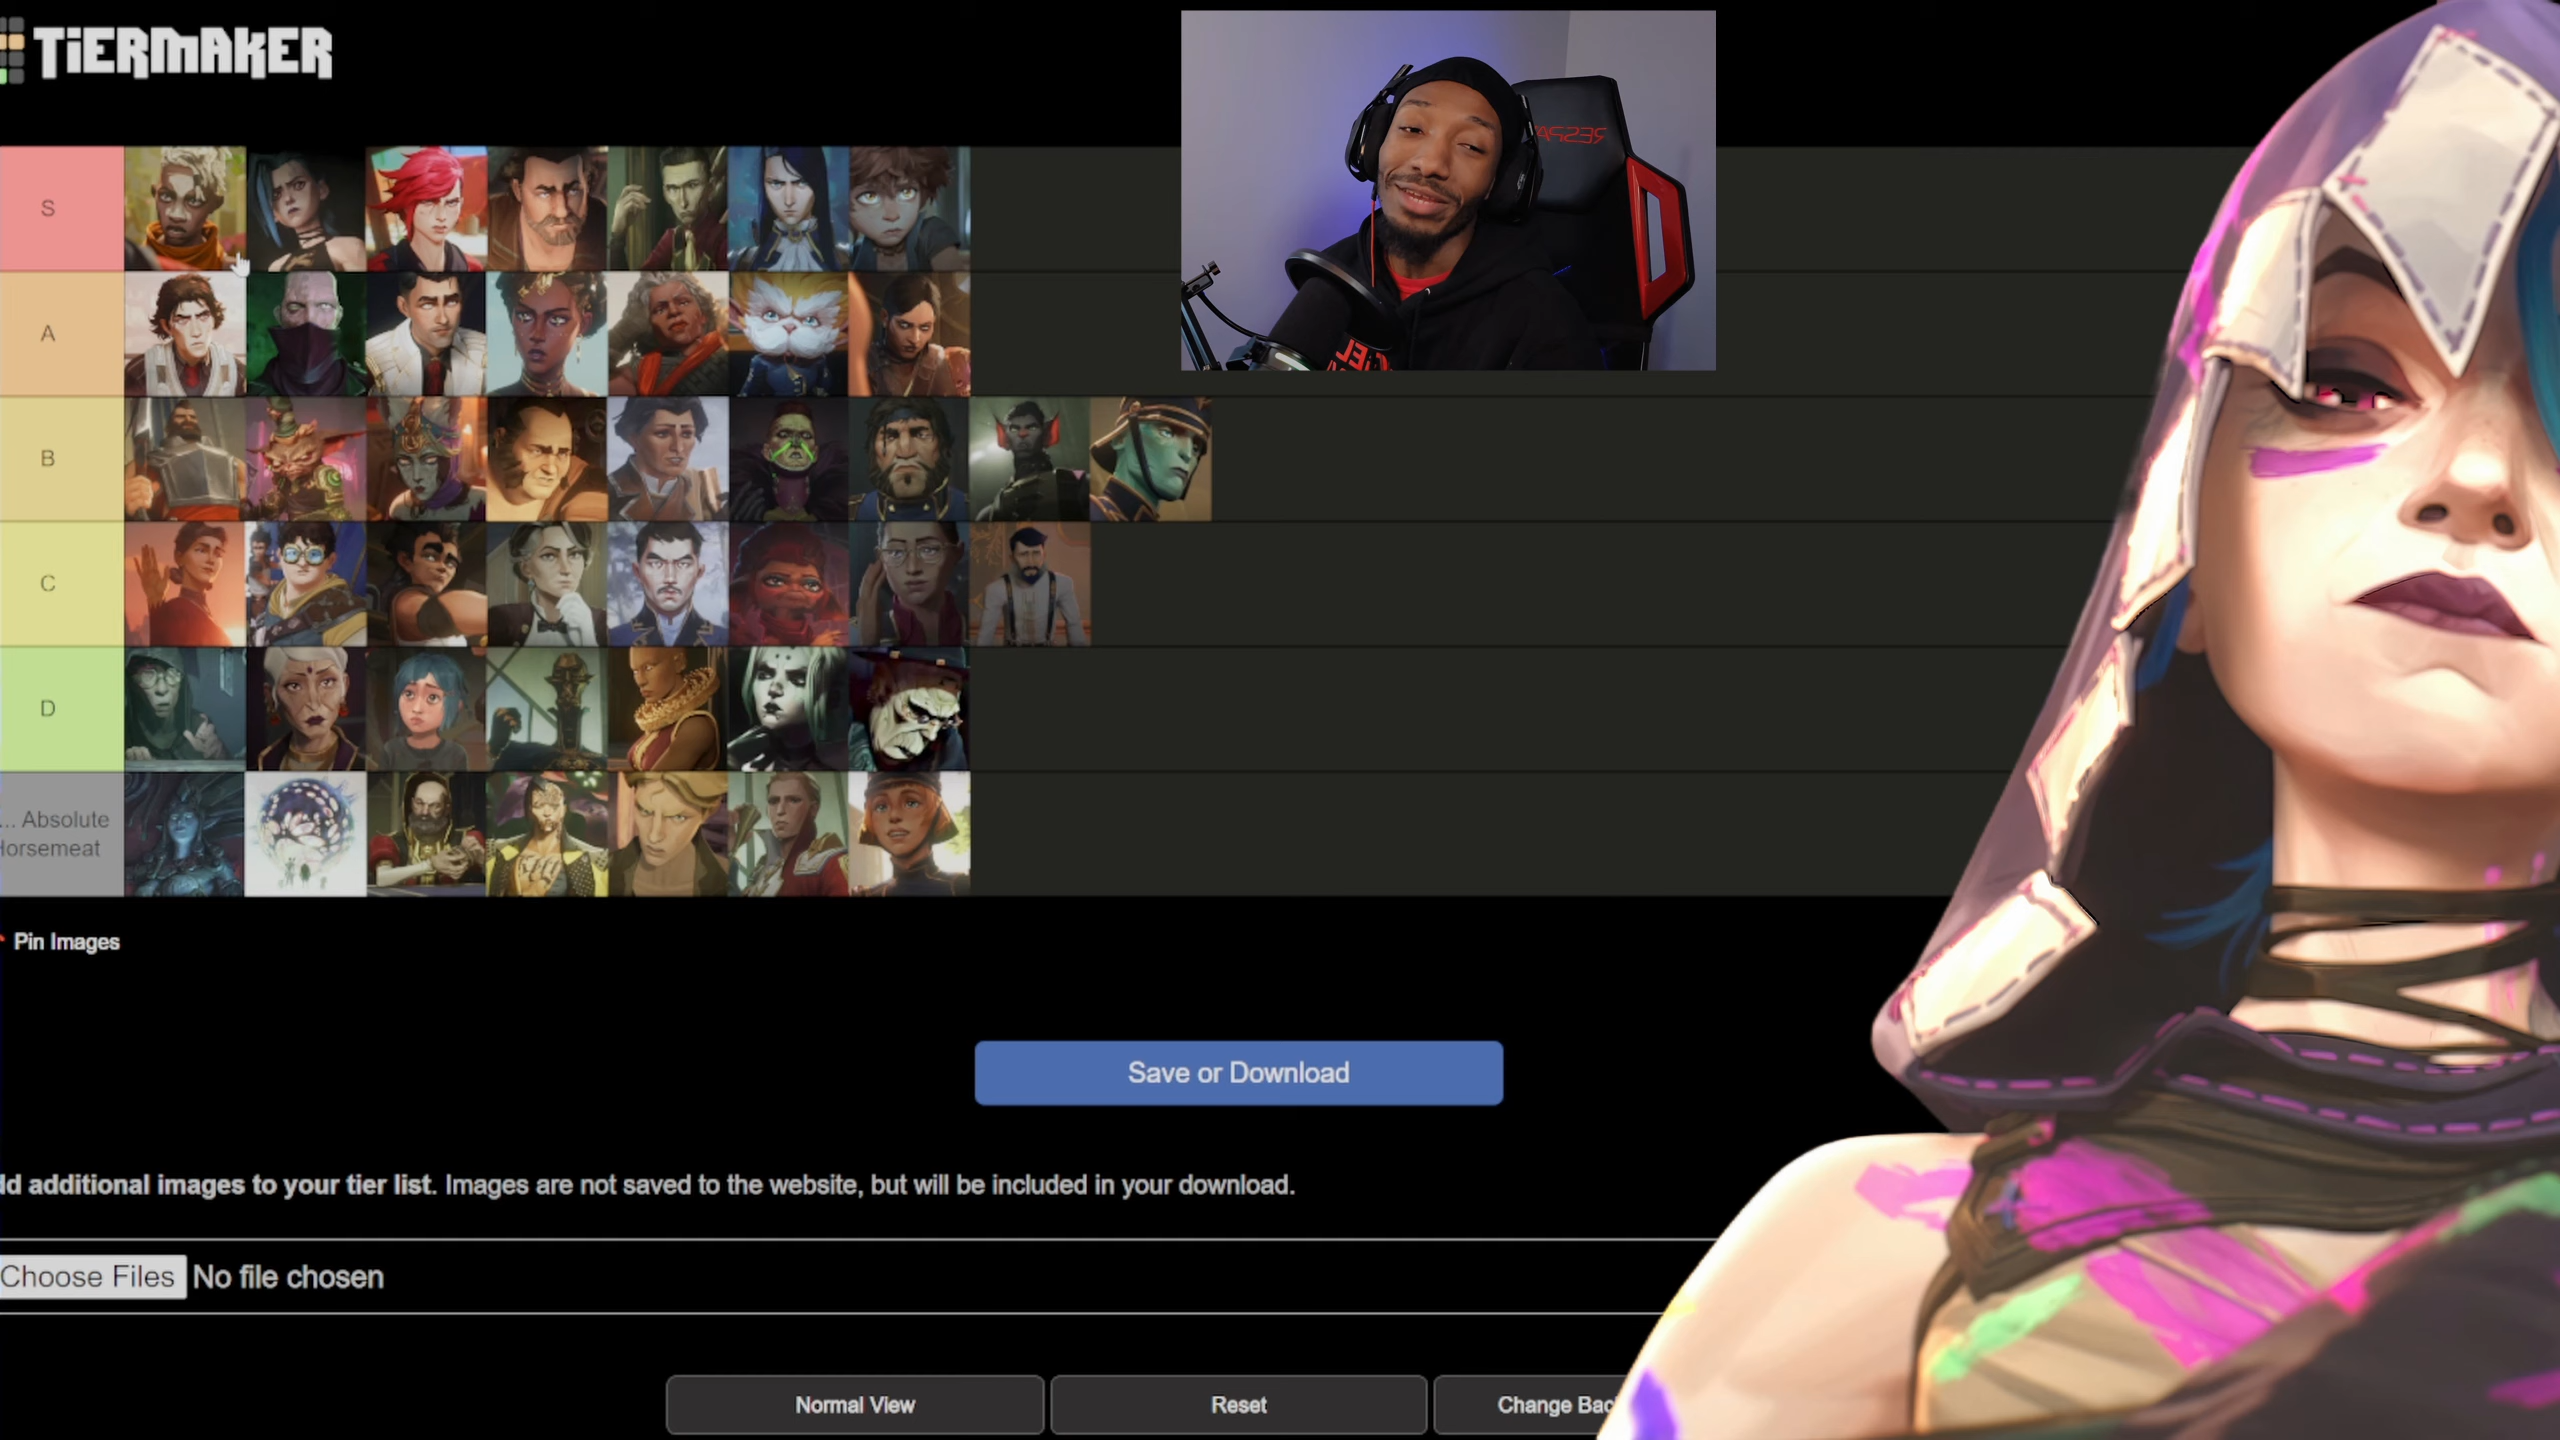 TiERMAKER
S
A
B
C
D
... Absolute
Horsemeat
Pin Images
Save or Download
dd additional images to your tier list. Images are not saved to the website, but will be included in your download.
Choose Files No file chosen
Normal View
Reset
Change Bac